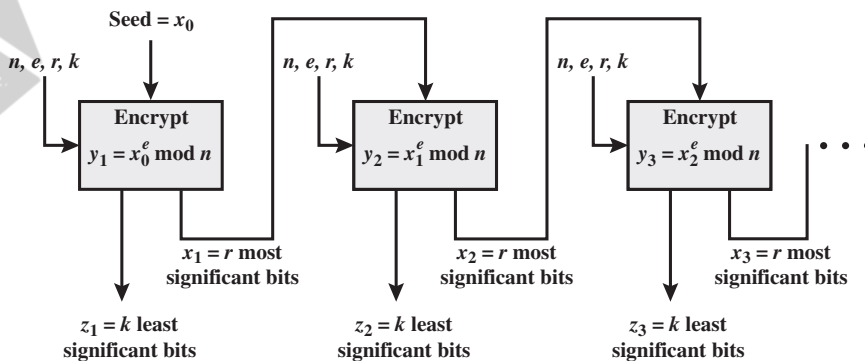 Seed = x₀
n, e, r, k
Encrypt
y₁ = x₀ᵉ mod n
x₁ = r most
significant bits
z₁ = k least
significant bits
n, e, r, k
Encrypt
y₂ = x₁ᵉ mod n
x₂ = r most
significant bits
z₂ = k least
significant bits
n, e, r, k
Encrypt
y₃ = x₂ᵉ mod n
x₃ = r most
significant bits
z₃ = k least
significant bits